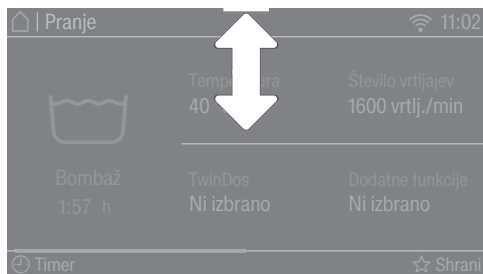 | Pranje 11:02
Temperatura Število vrtljajev
40 1600 vrtlj./min
Bombaž
1:57 h
TwinDos Dodatne funkcije
Ni izbrano Ni izbrano
Timer Shrani